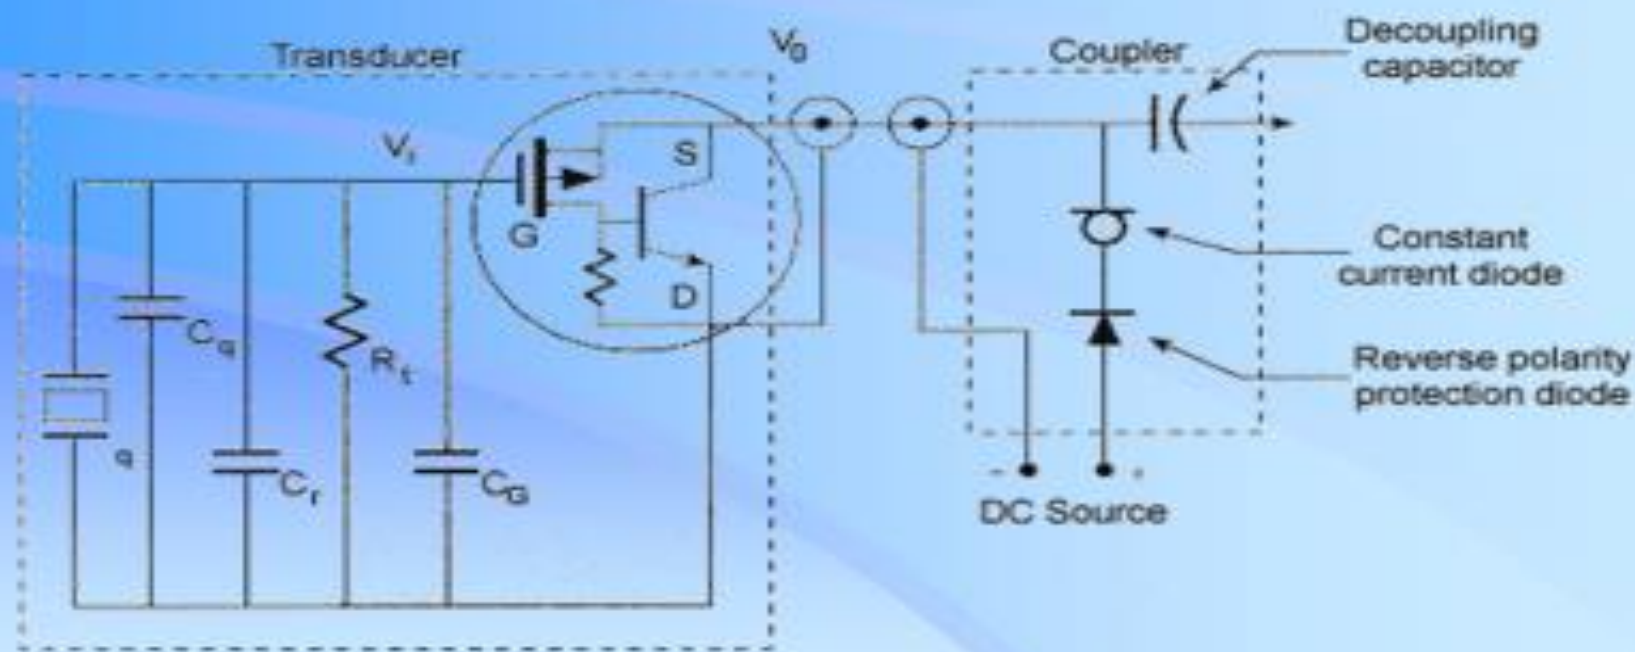 Transducer
V0
Coupler
Decoupling
capacitor
Vi
S
G
D
Cq
Rt
q
Cr
CG
Constant
current diode
Reverse polarity
protection diode
- +
DC Source